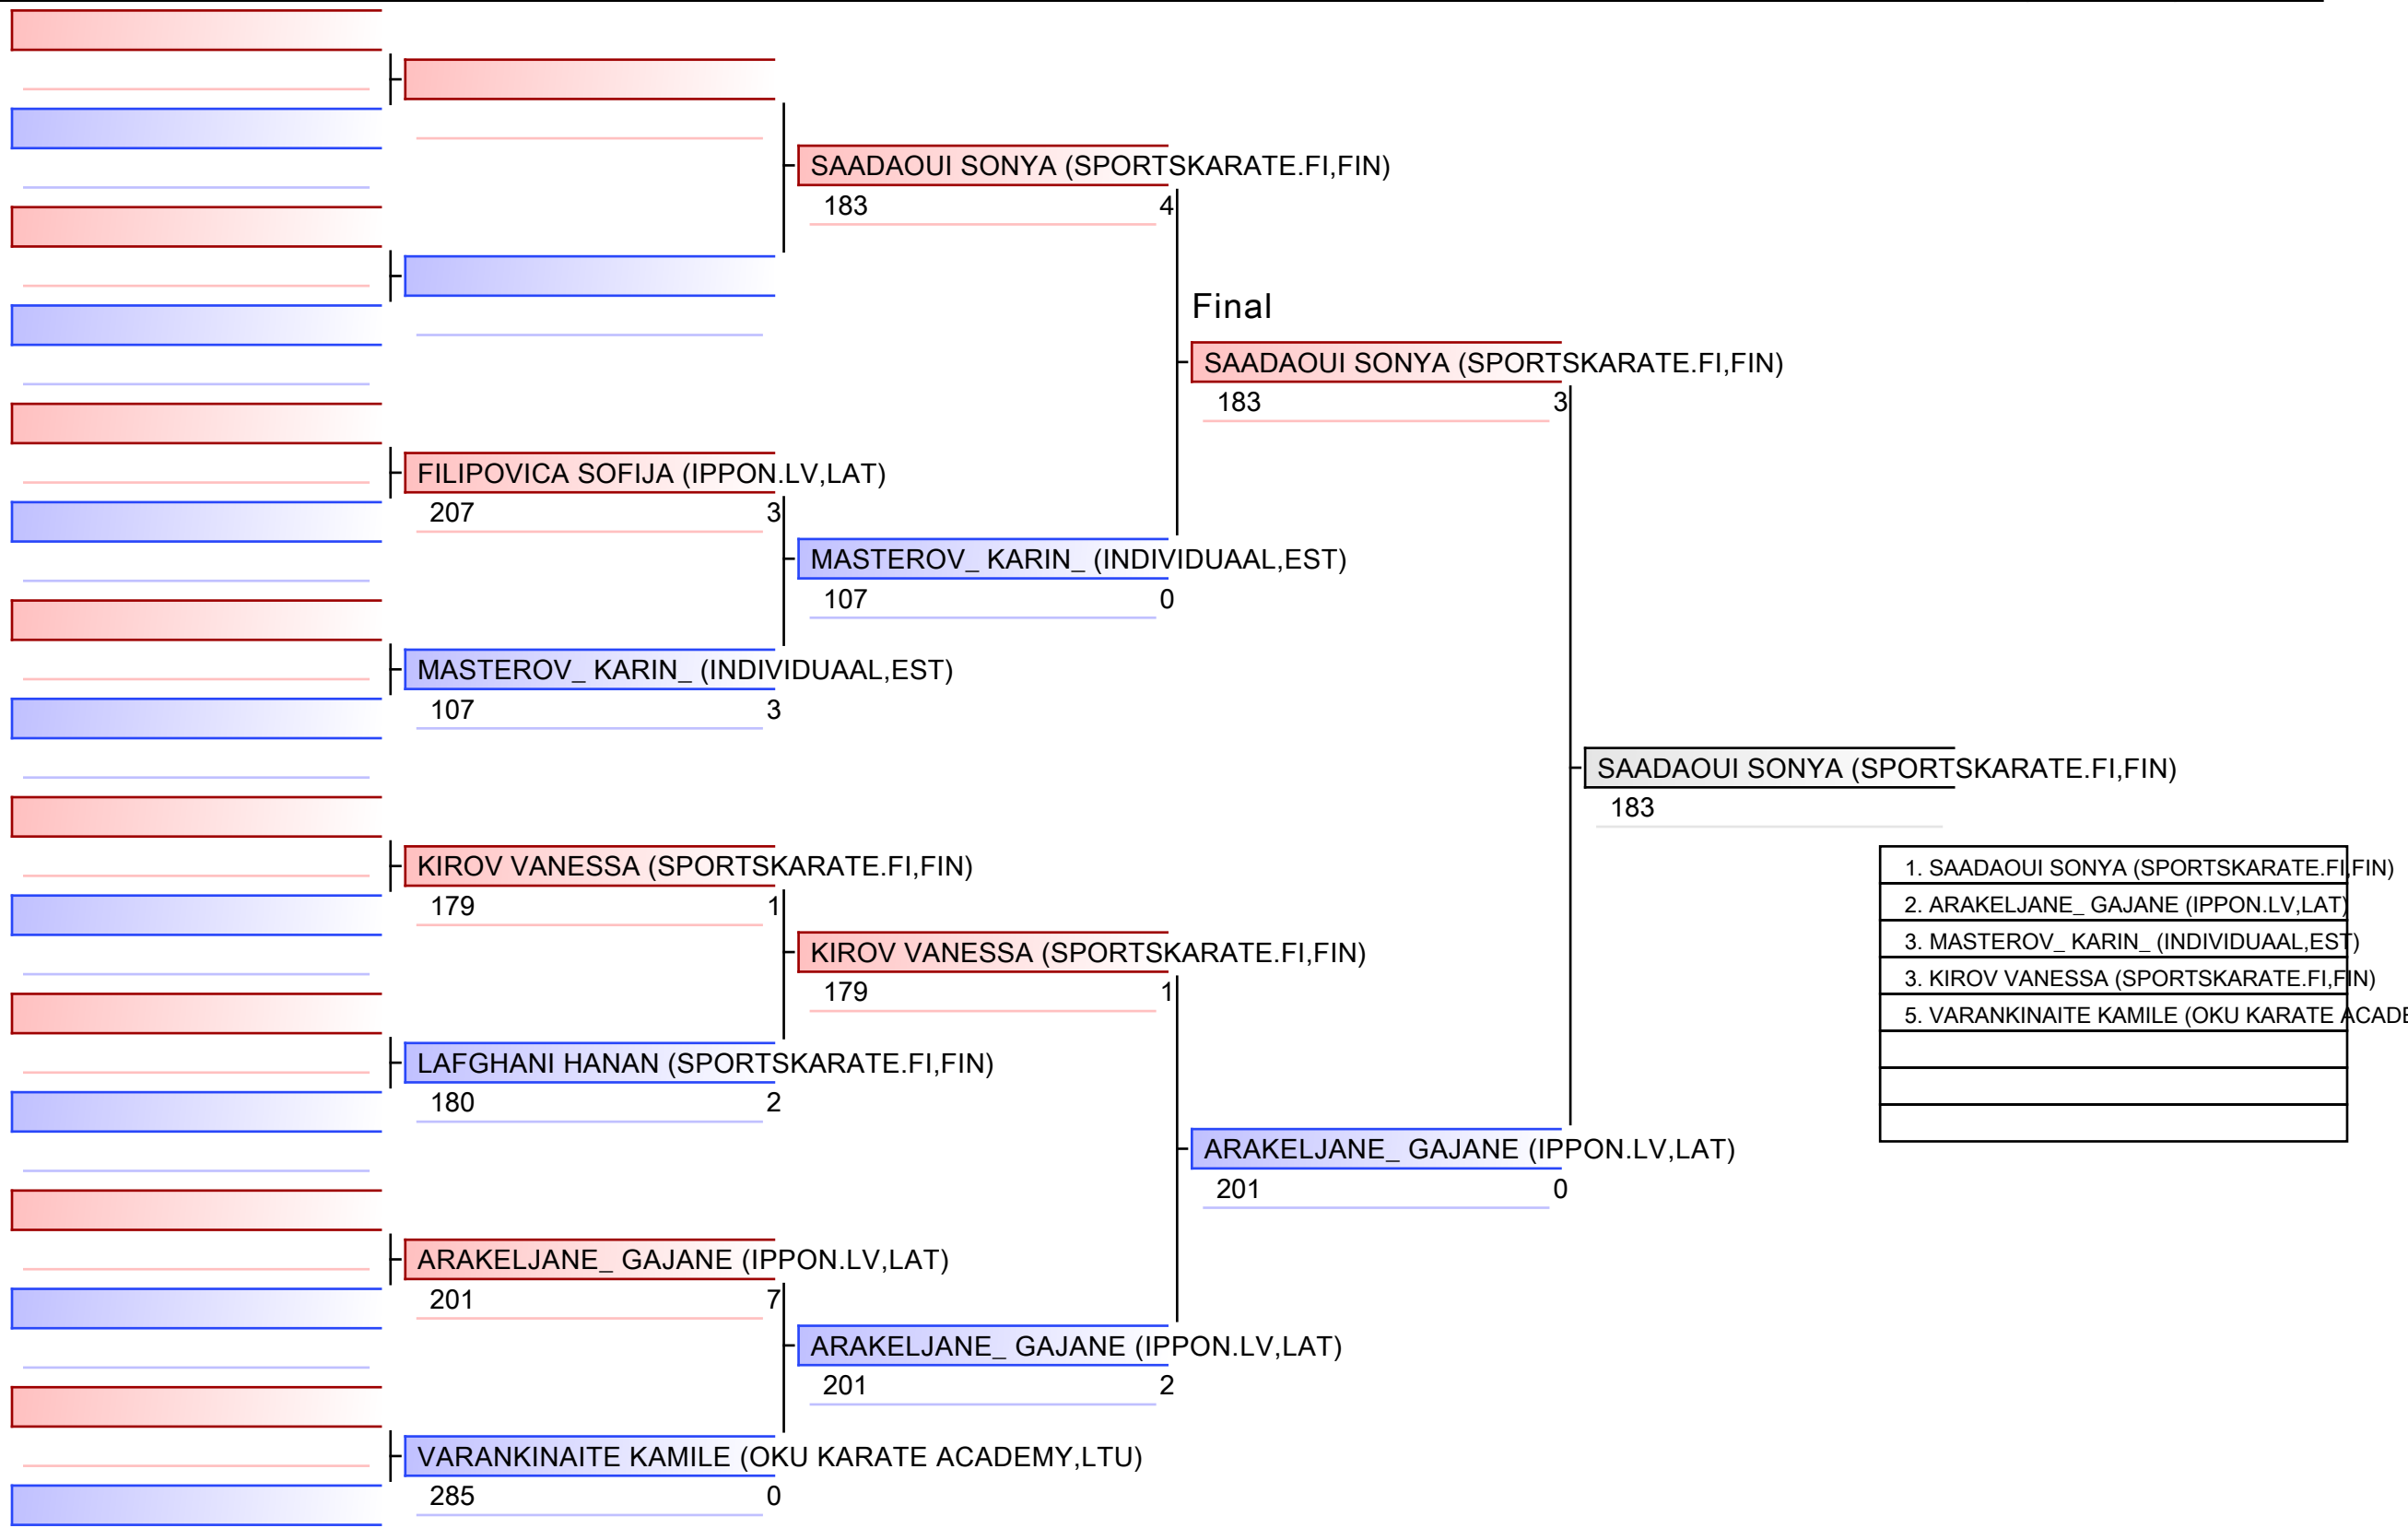 SAADAOUI SONYA (SPORTSKARATE.FI,FIN)
183 4
Final
SAADAOUI SONYA (SPORTSKARATE.FI,FIN)
183 3
FILIPOVICA SOFIJA (IPPON.LV,LAT)
207 3
MASTEROV_ KARIN_ (INDIVIDUAAL,EST)
107 0
MASTEROV_ KARIN_ (INDIVIDUAAL,EST)
107 3
SAADAOUI SONYA (SPORTSKARATE.FI,FIN)
183
KIROV VANESSA (SPORTSKARATE.FI,FIN)
179 1
KIROV VANESSA (SPORTSKARATE.FI,FIN)
179 1
LAFGHANI HANAN (SPORTSKARATE.FI,FIN)
180 2
ARAKELJANE_ GAJANE (IPPON.LV,LAT)
201 0
ARAKELJANE_ GAJANE (IPPON.LV,LAT)
201 7
ARAKELJANE_ GAJANE (IPPON.LV,LAT)
201 2
VARANKINAITE KAMILE (OKU KARATE ACADEMY,LTU)
285 0
1. SAADAOUI SONYA (SPORTSKARATE.FI,FIN)
2. ARAKELJANE_ GAJANE (IPPON.LV,LAT)
3. MASTEROV_ KARIN_ (INDIVIDUAAL,EST)
3. KIROV VANESSA (SPORTSKARATE.FI,FIN)
5. VARANKINAITE KAMILE (OKU KARATE